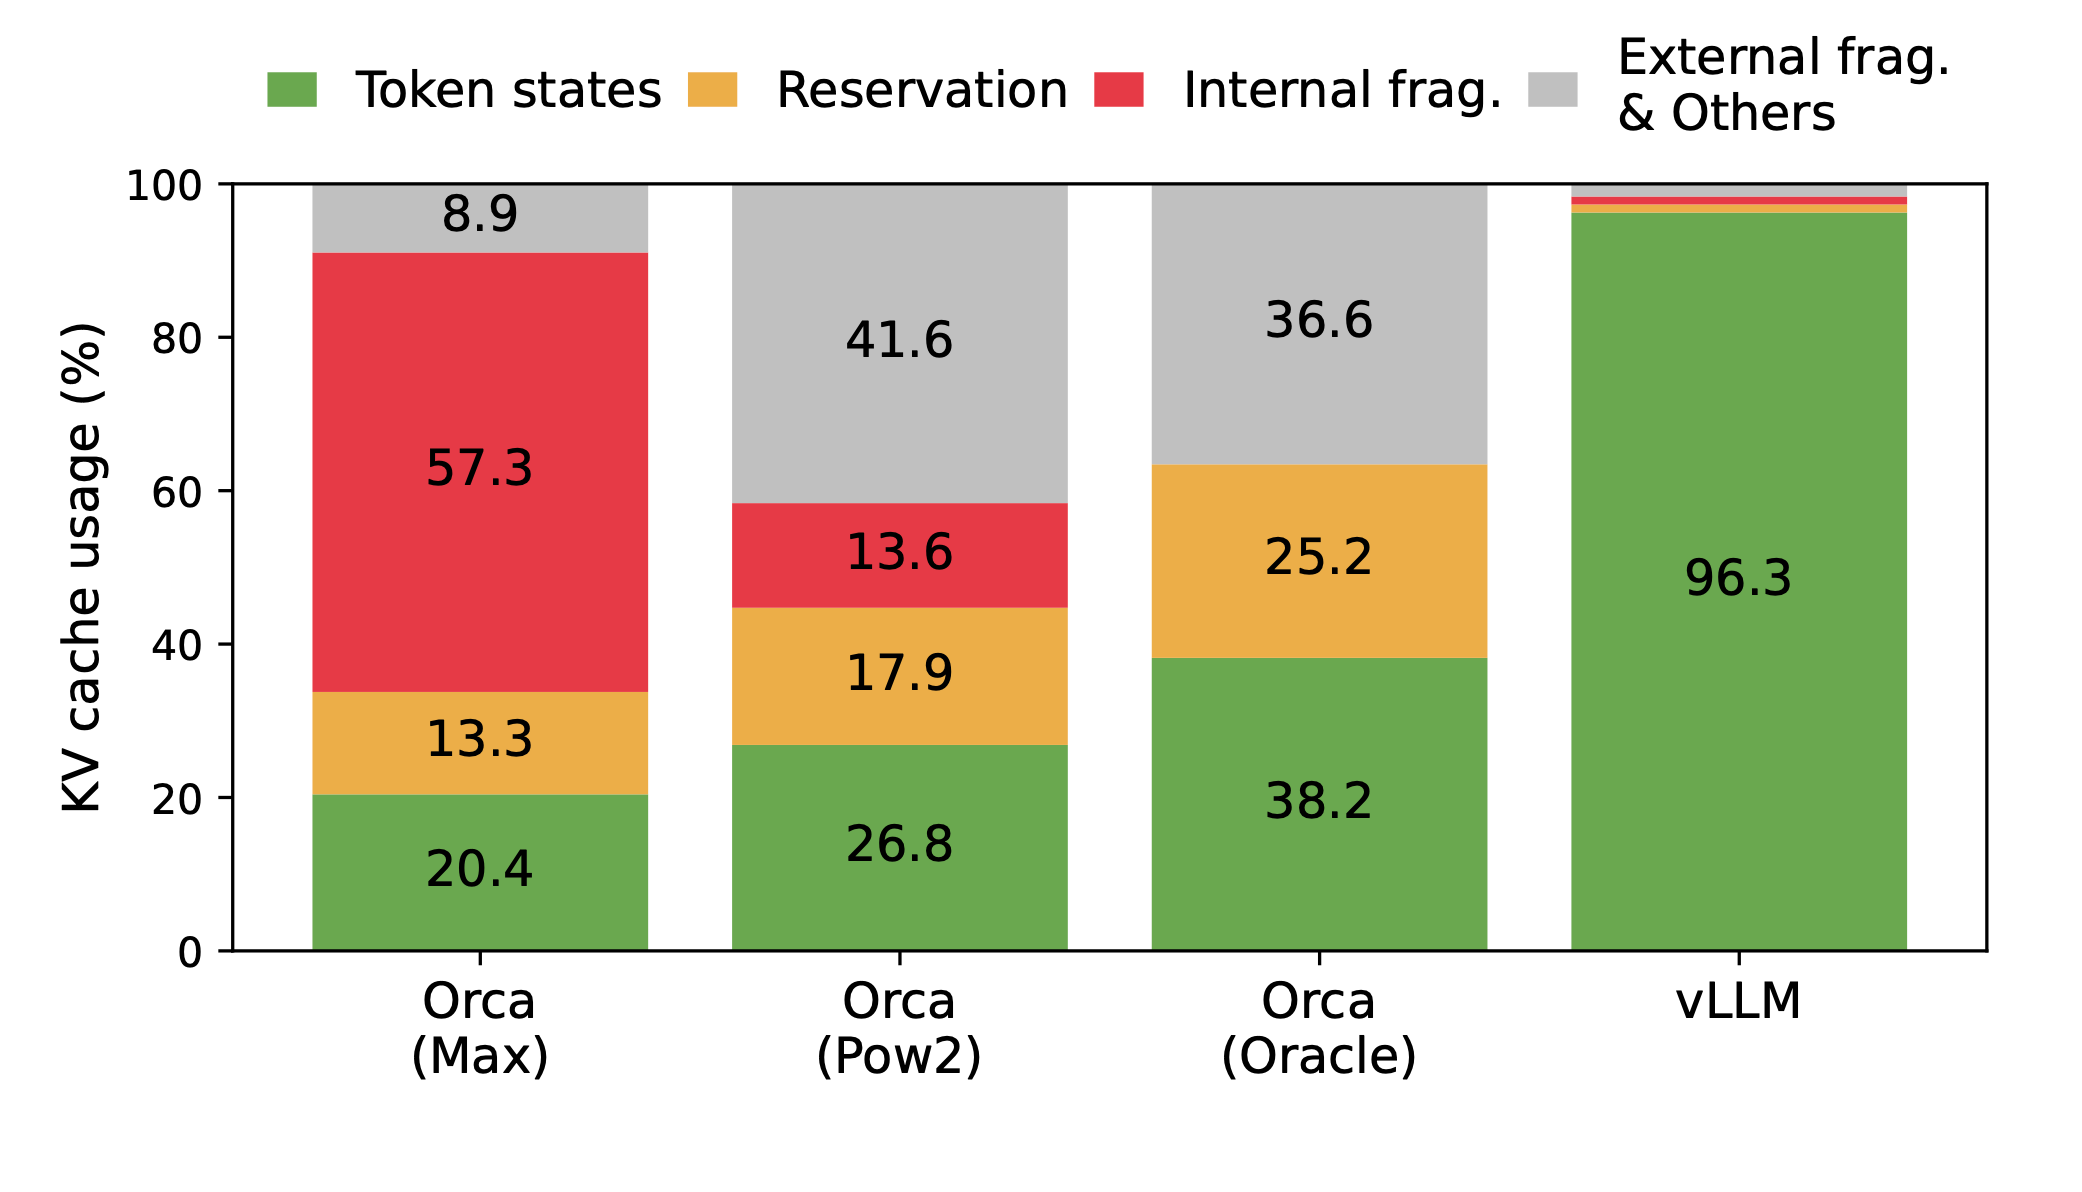 Token states
Reservation
Internal frag.
External frag.
& Others
KV cache usage (%)
100
80
60
40
20
0
8.9
57.3
13.3
20.4
41.6
13.6
17.9
26.8
36.6
25.2
38.2
96.3
Orca
(Max)
Orca
(Pow2)
Orca
(Oracle)
vLLM